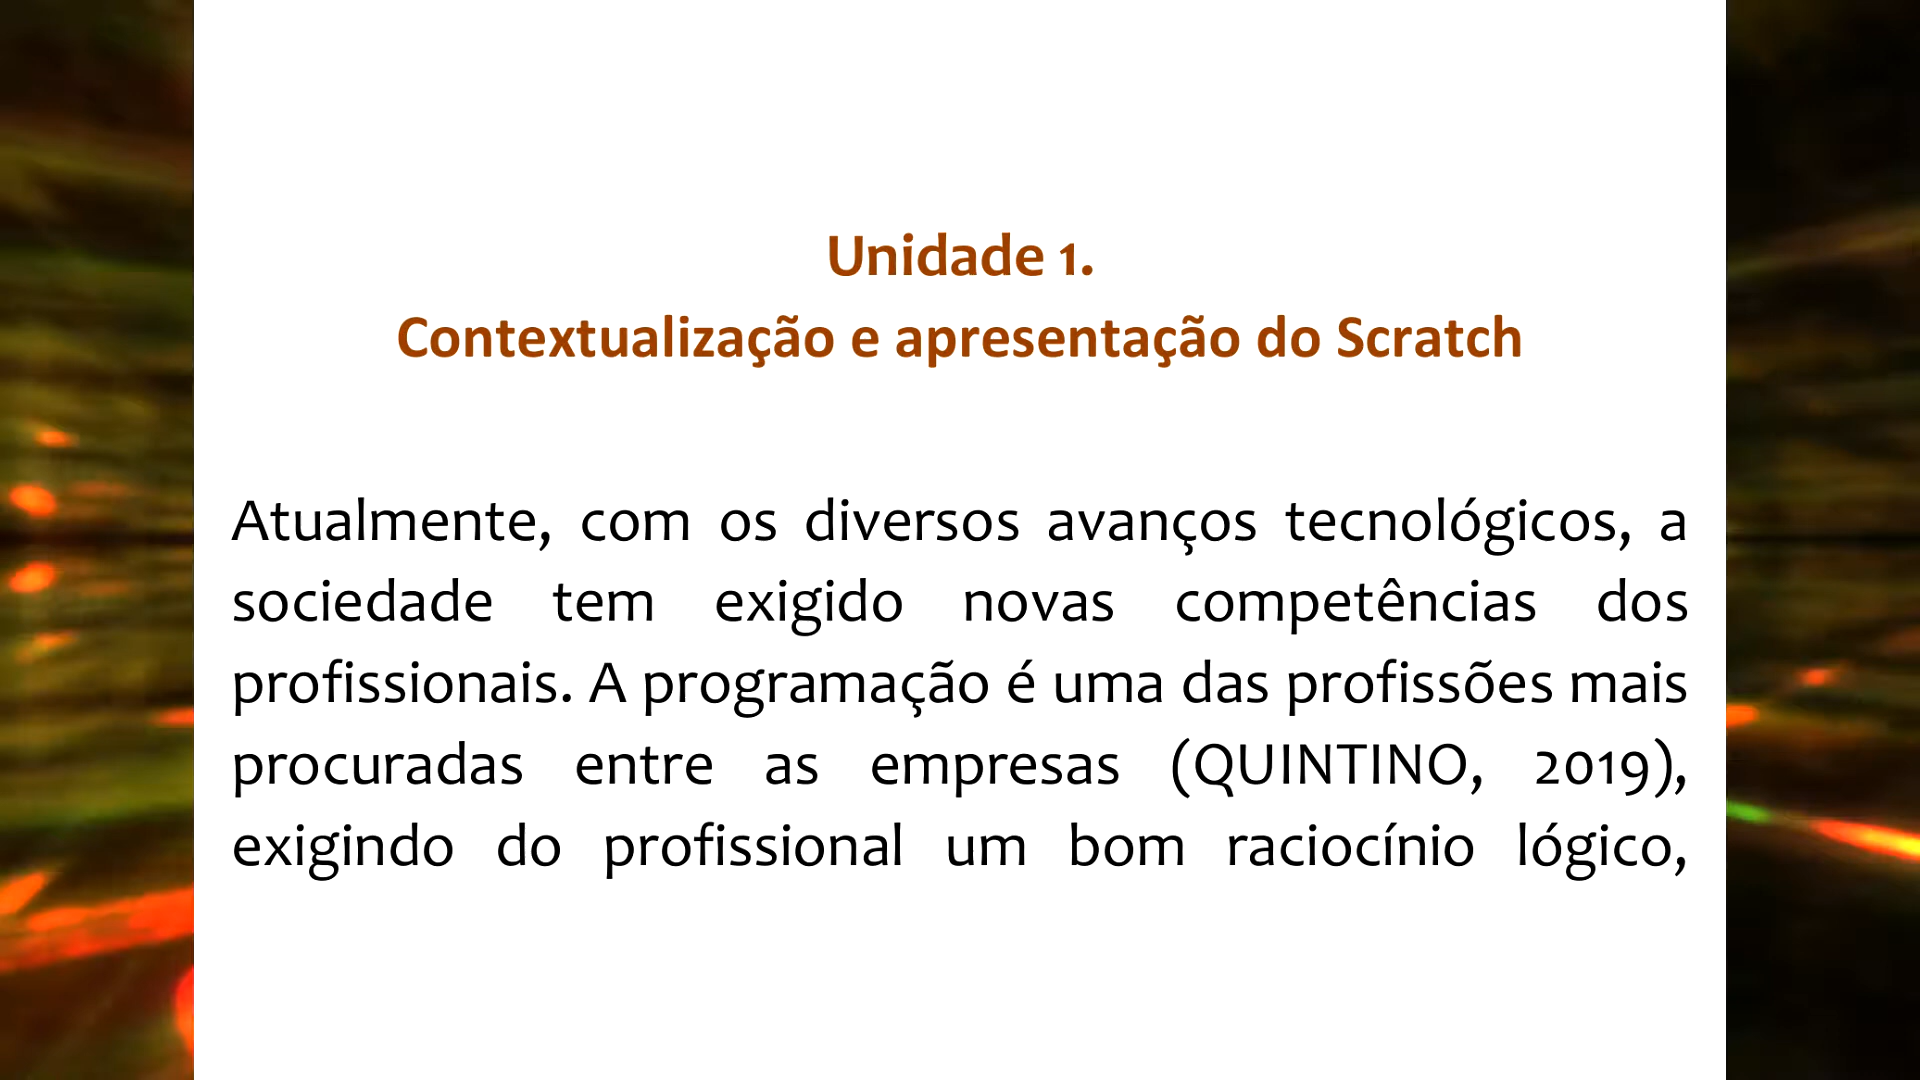 Unidade 1.
Contextualização e apresentação do Scratch
Atualmente, com os diversos avanços tecnológicos, a
sociedade tem exigido novas competências dos
profissionais. A programação é uma das profissões mais
procuradas entre as empresas (QUINTINO, 2019),
exigindo do profissional um bom raciocínio lógico,